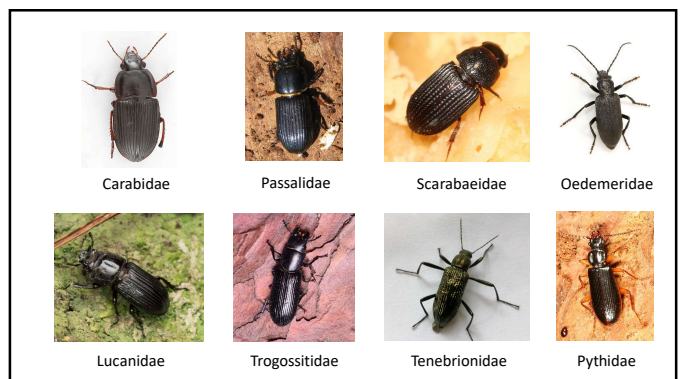 Carabidae
Passalidae
Scarabaeidae
Oedemeridae
Lucanidae
Trogossitidae
Tenebrionidae
Pythidae